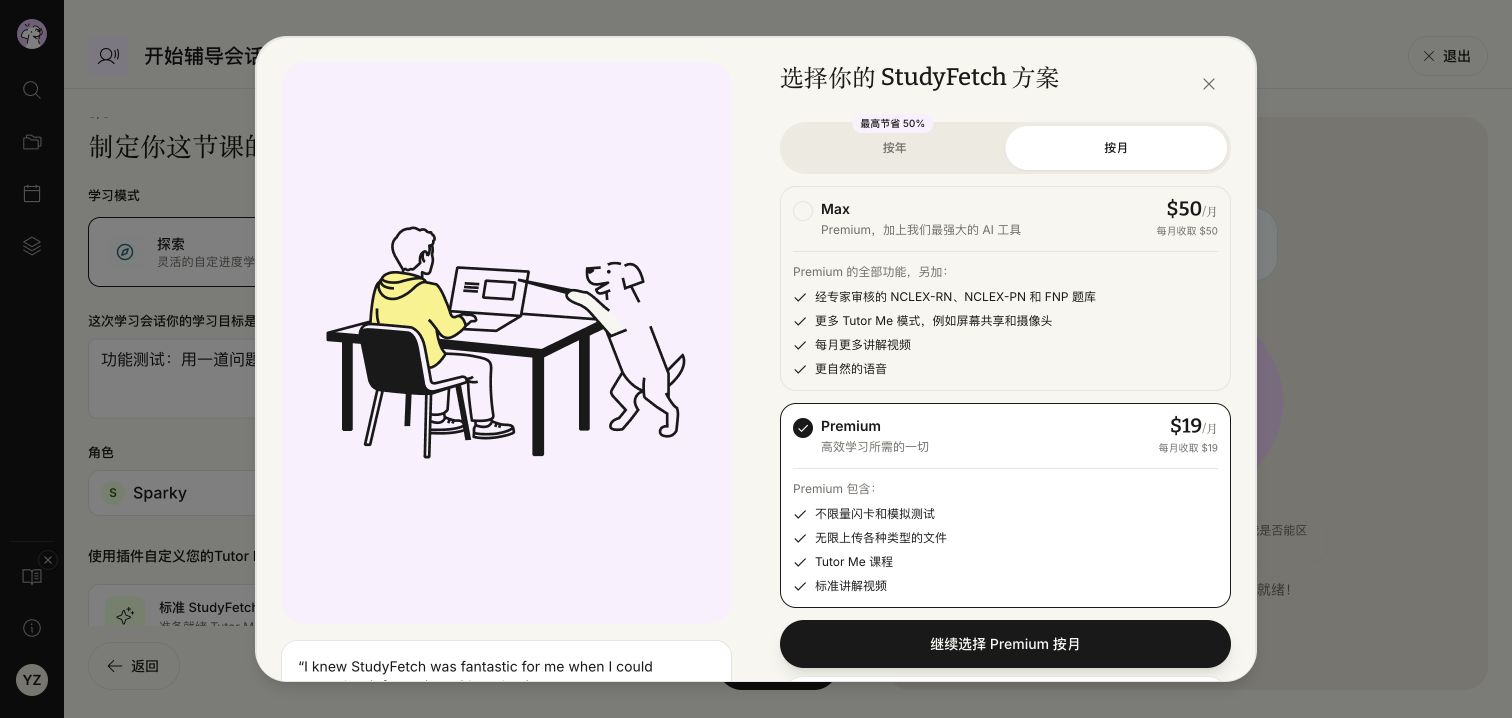 开始辅导会话
退出
制定你这节课的
学习模式
探索
灵活的自定进度学
这次学习会话你的学习目标是
功能测试：用一道问题
角色
S
Sparky
使用插件自定义您的Tutor
标准 StudyFetch
返回
YZ
是否能区
就绪！
“I knew StudyFetch was fantastic for me when I could
选择你的 StudyFetch 方案
最高节省 50%
按年
按月
Max
$50/月
Premium，加上我们最强大的 AI 工具
每月收取 $50
Premium 的全部功能，另加：
经专家审核的 NCLEX-RN、NCLEX-PN 和 FNP 题库
更多 Tutor Me 模式，例如屏幕共享和摄像头
每月更多讲解视频
更自然的语音
Premium
$19/月
高效学习所需的一切
每月收取 $19
Premium 包含：
不限量闪卡和模拟测试
无限上传各种类型的文件
Tutor Me 课程
标准讲解视频
继续选择 Premium 按月